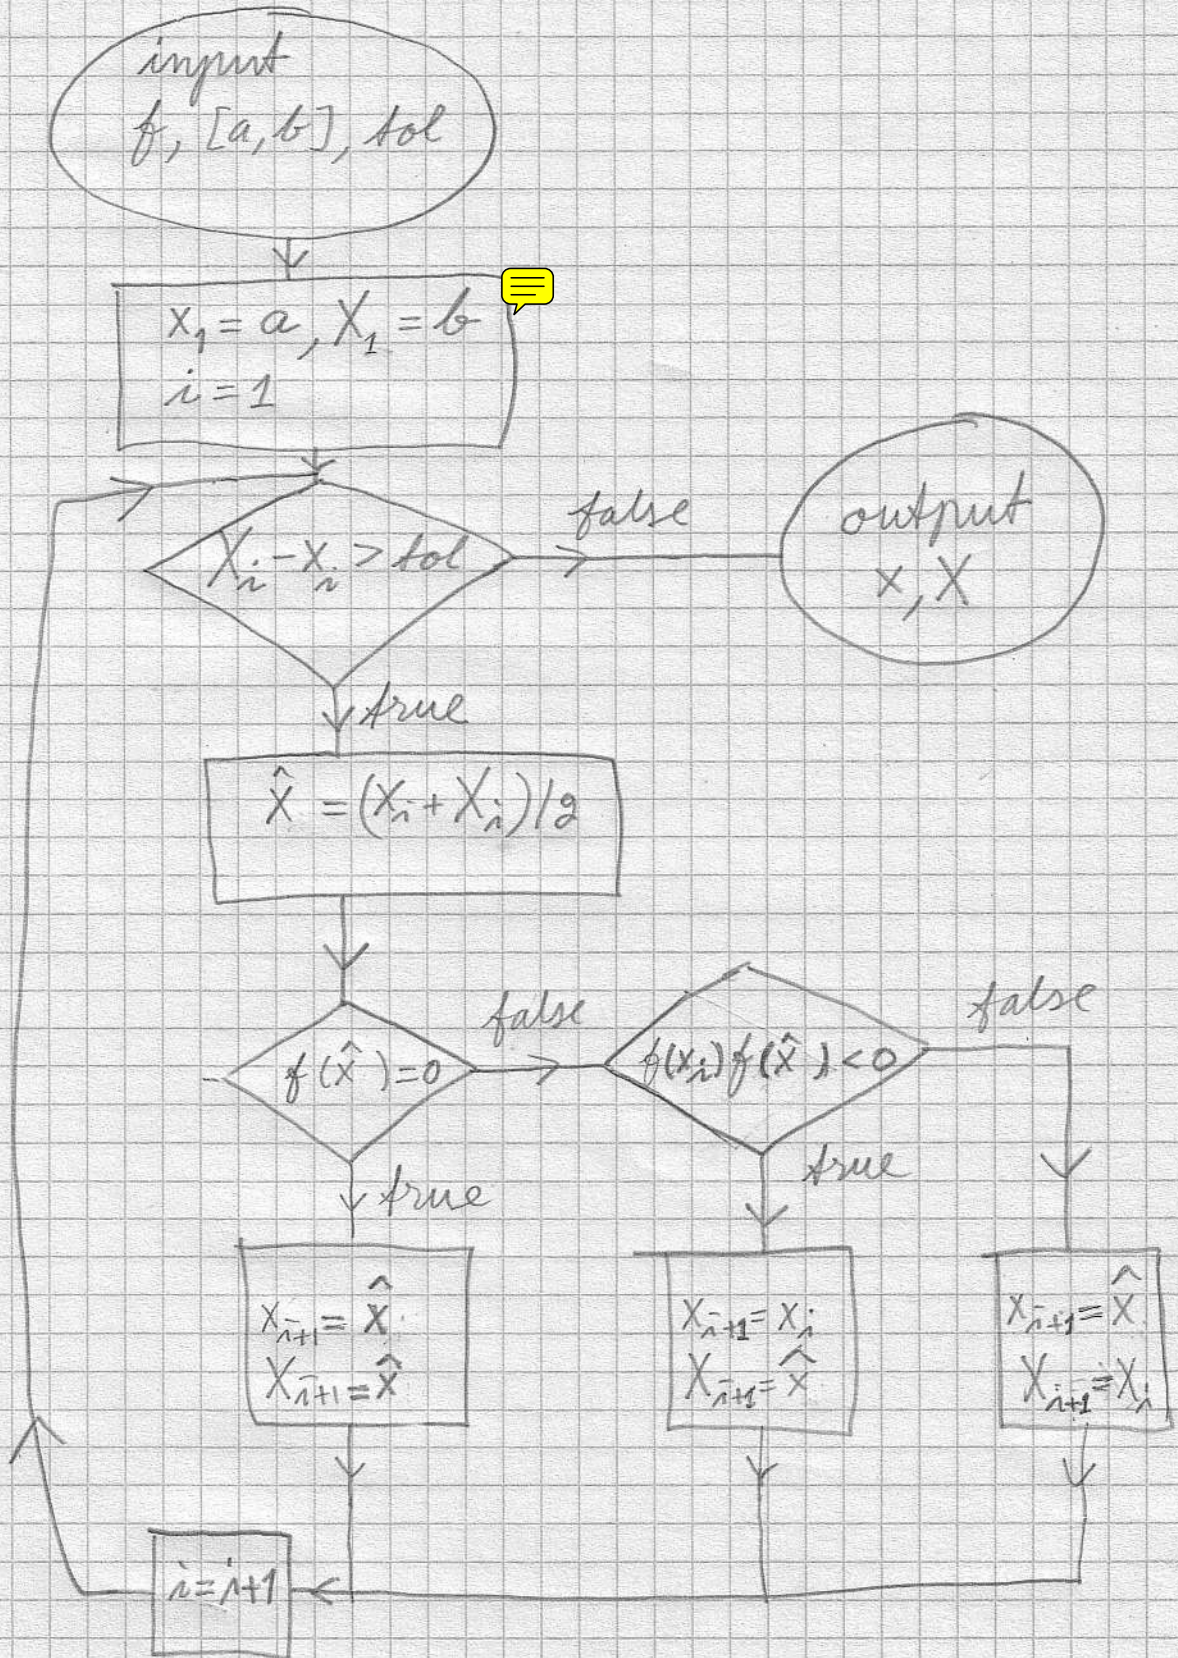 input
f, [a,b], tol
x₁ = a, X₁ = b
i = 1
Xᵢ - xᵢ > tol
false
output
x, X
true
x̂ = (xᵢ + Xᵢ)/2
f(x̂) = 0
false
f(xᵢ)f(x̂) < 0
false
true
true
xᵢ₊₁ = x̂
Xᵢ₊₁ = x̂
xᵢ₊₁ = xᵢ
Xᵢ₊₁ = x̂
xᵢ₊₁ = x̂
Xᵢ₊₁ = Xᵢ
i = i+1